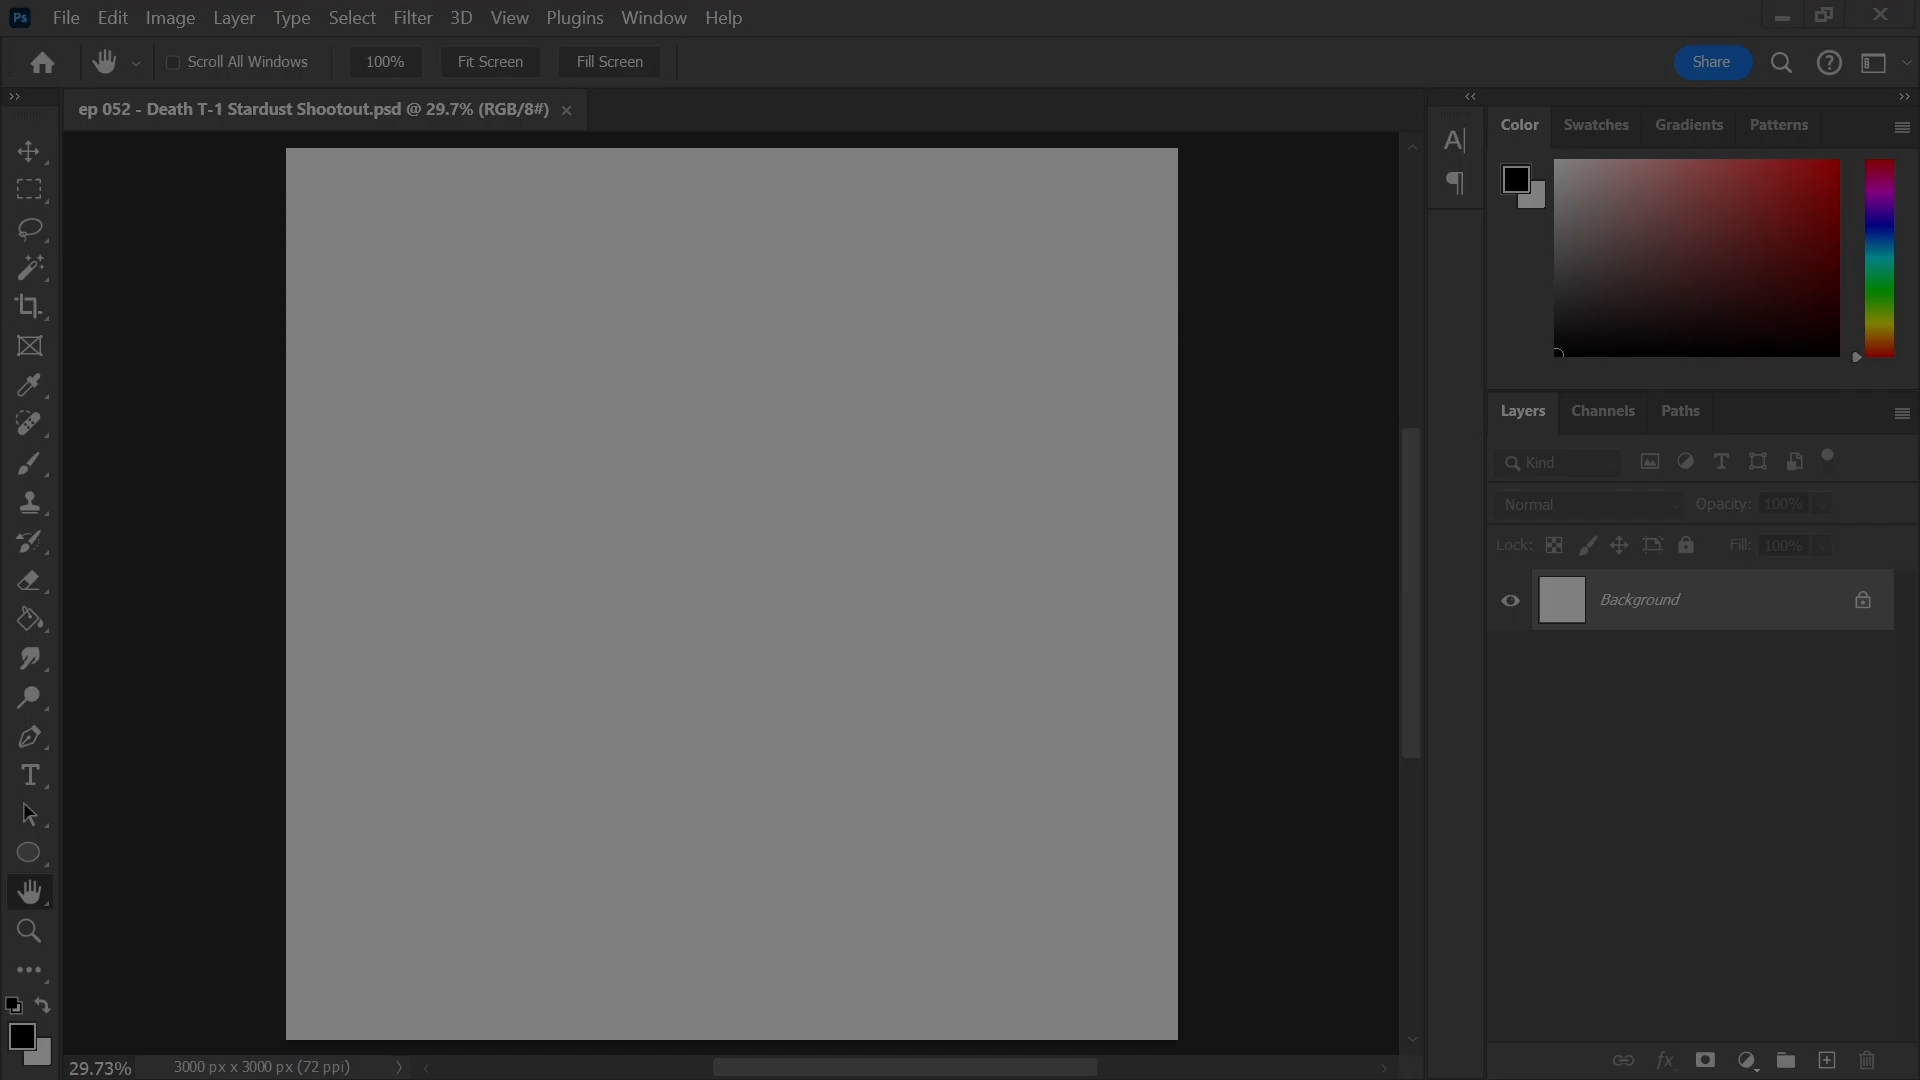 Ps File Edit Image Layer Type Select Filter 3D View Plugins Window Help
Scroll All Windows 100% Fit Screen Fill Screen Share
ep 052 - Death T-1 Stardust Shootout.psd @ 29.7% (RGB/8#)
Color Swatches Gradients Patterns
Layers Channels Paths
Kind
Normal Opacity: 100%
Lock: Fill: 100%
Background
fx
29.73% 3000 px x 3000 px (72 ppi)